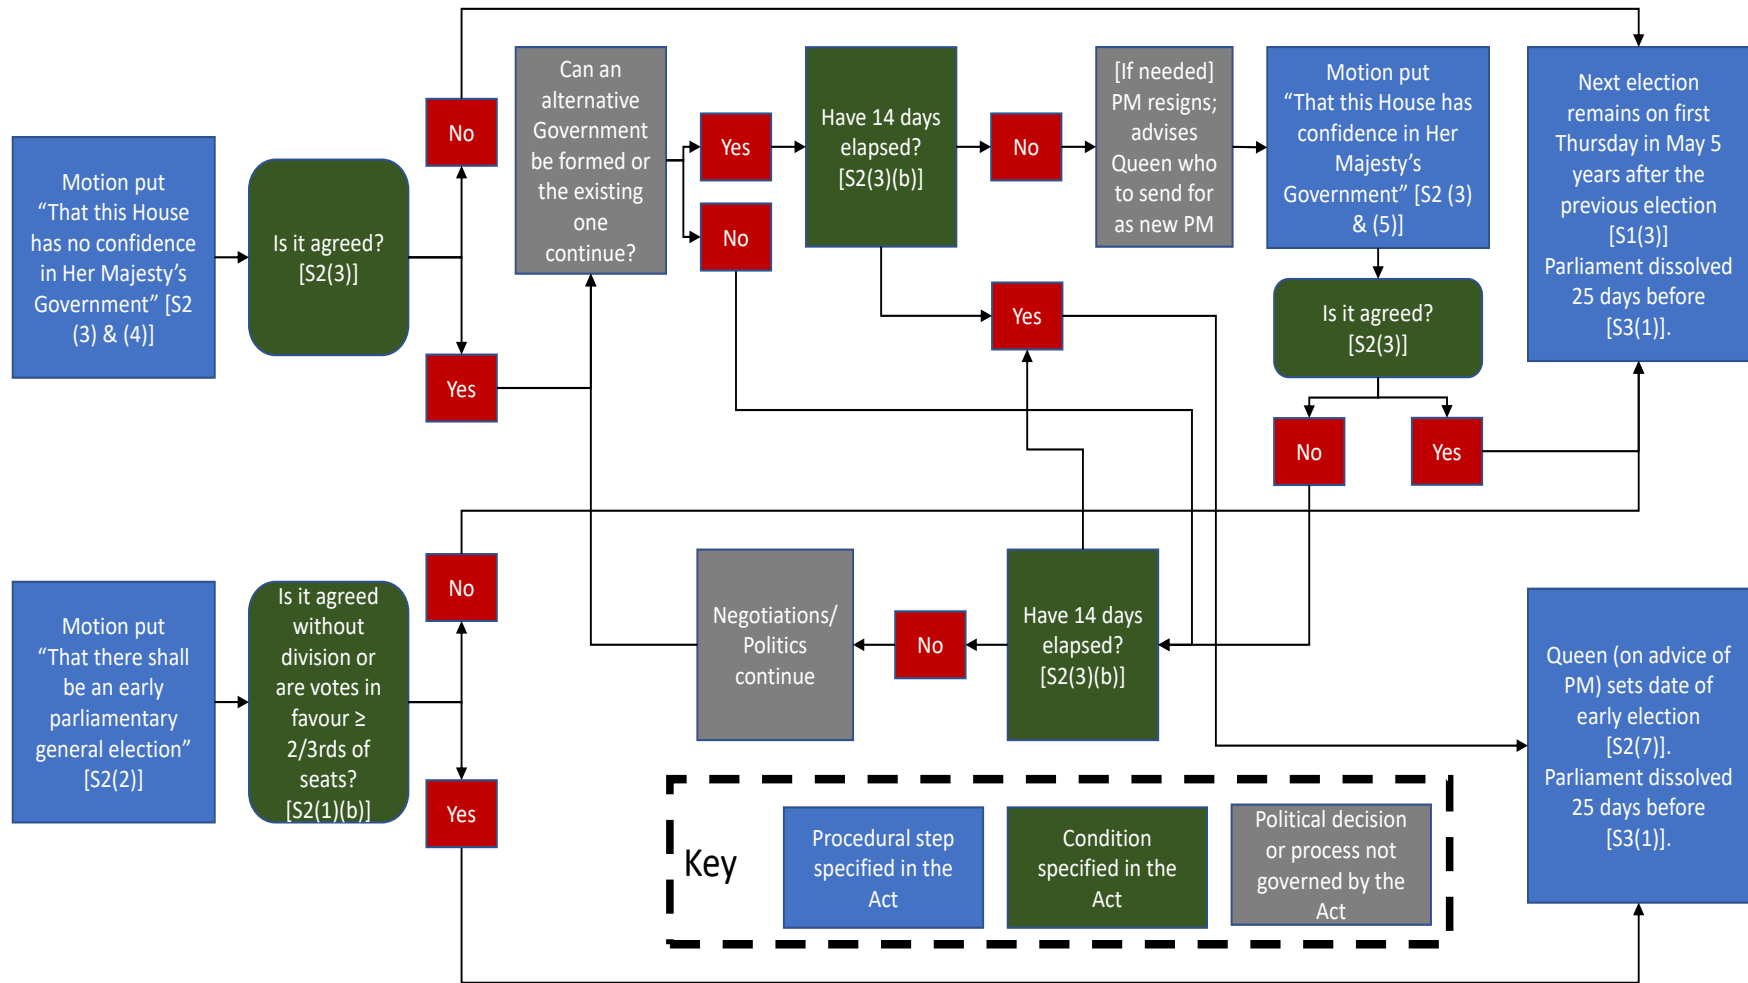 Motion put
“That this House
has no confidence
in Her Majesty’s
Government” [S2
(3) & (4)]
Is it agreed?
[S2(3)]
No
Yes
Can an
alternative
Government
be formed or
the existing
one
continue?
Yes
No
Have 14 days
elapsed?
[S2(3)(b)]
No
Yes
[If needed]
PM resigns;
advises
Queen who
to send for
as new PM
Motion put
“That this House has
confidence in Her
Majesty’s
Government” [S2 (3)
& (5)]
Is it agreed?
[S2(3)]
No
Yes
Next election
remains on first
Thursday in May 5
years after the
previous election
[S1(3)]
Parliament dissolved
25 days before
[S3(1)].
Motion put
“That there shall
be an early
parliamentary
general election”
[S2(2)]
Is it agreed
without
division or
are votes in
favour ≥
2/3rds of
seats?
[S2(1)(b)]
No
Yes
Negotiations/
Politics
continue
No
Have 14 days
elapsed?
[S2(3)(b)]
Queen (on advice of
PM) sets date of
early election
[S2(7)].
Parliament dissolved
25 days before
[S3(1)].
Key
Procedural step
specified in the
Act
Condition
specified in the
Act
Political decision
or process not
governed by the
Act